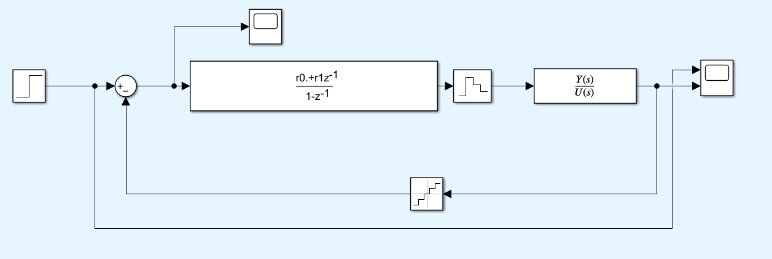 r0.+r1z-1
1-z-1
Y(s)
U(s)
+
-